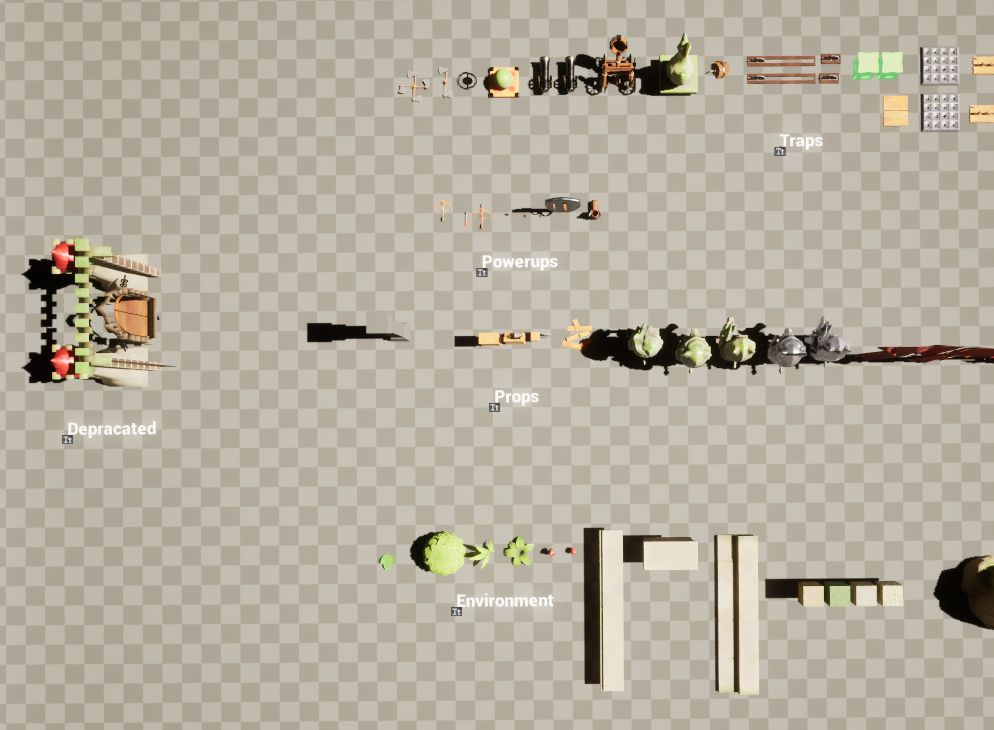 Traps
Powerups
Props
Depracated
Environment